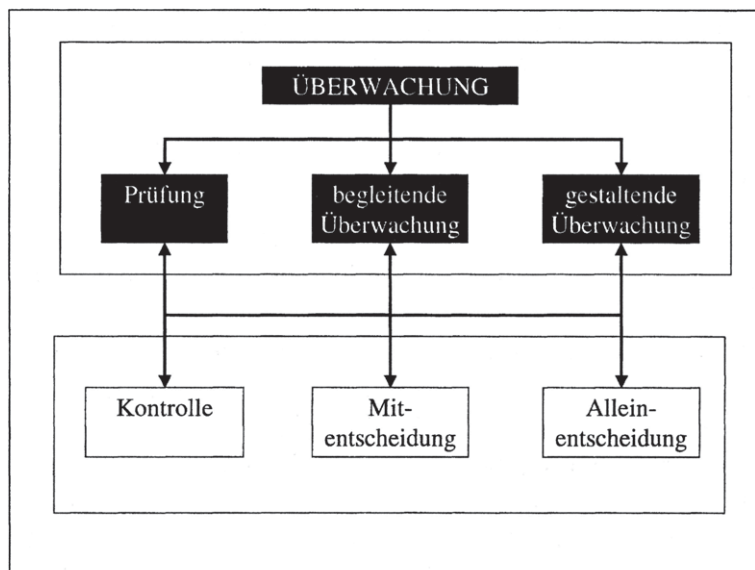 ÜBERWACHUNG
Prüfung
begleitende
Überwachung
gestaltende
Überwachung
Kontrolle
Mit-
entscheidung
Allein-
entscheidung